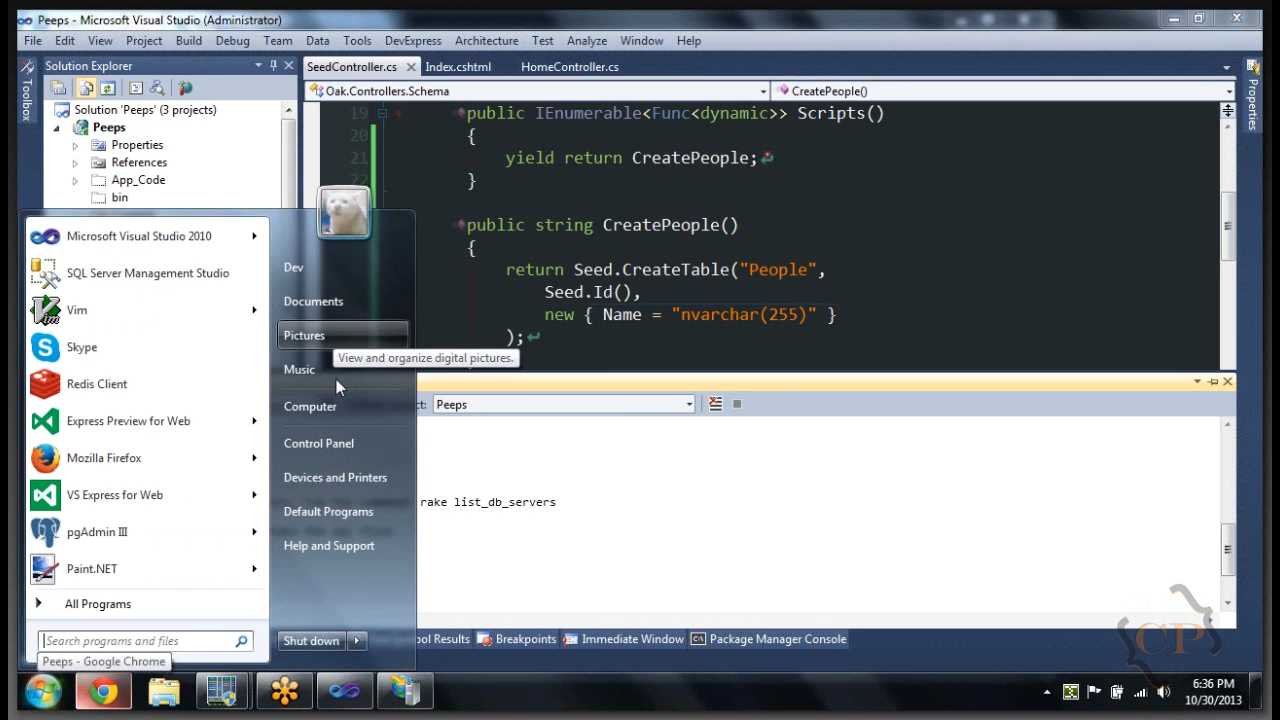 Peeps - Microsoft Visual Studio (Administrator)
File Edit View Project Build Debug Team Data Tools DevExpress Architecture Test Analyze Window Help
Toolbox
Solution Explorer
Solution 'Peeps' (3 projects)
Peeps
Properties
References
App_Code
bin
SeedController.cs Index.cshtml HomeController.cs
Oak.Controllers.Schema CreatePeople()
Properties
19 public IEnumerable<Func<dynamic>> Scripts()
20 {
21 yield return CreatePeople;
22 }
public string CreatePeople()
{
return Seed.CreateTable("People",
Seed.Id(),
new { Name = "nvarchar(255)" }
);
Microsoft Visual Studio 2010
SQL Server Management Studio
Vim
Skype
Redis Client
Express Preview for Web
Mozilla Firefox
VS Express for Web
pgAdmin III
Paint.NET
All Programs
Search programs and files
Peeps - Google Chrome
Dev
Documents
Pictures
View and organize digital pictures.
Music
Computer
Control Panel
Devices and Printers
Default Programs
Help and Support
Shut down
ct: Peeps
rake list_db_servers
ool Results Breakpoints Immediate Window Package Manager Console
{CP}
6:36 PM
10/30/2013